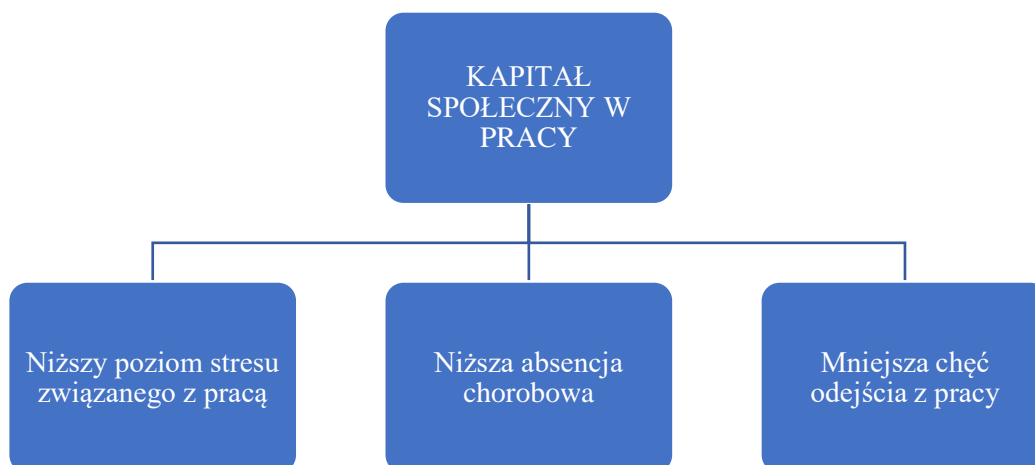 KAPITAŁ
SPOŁECZNY W
PRACY
Niższy poziom stresu
związanego z pracą
Niższa absencja
chorobowa
Mniejsza chęć
odejścia z pracy